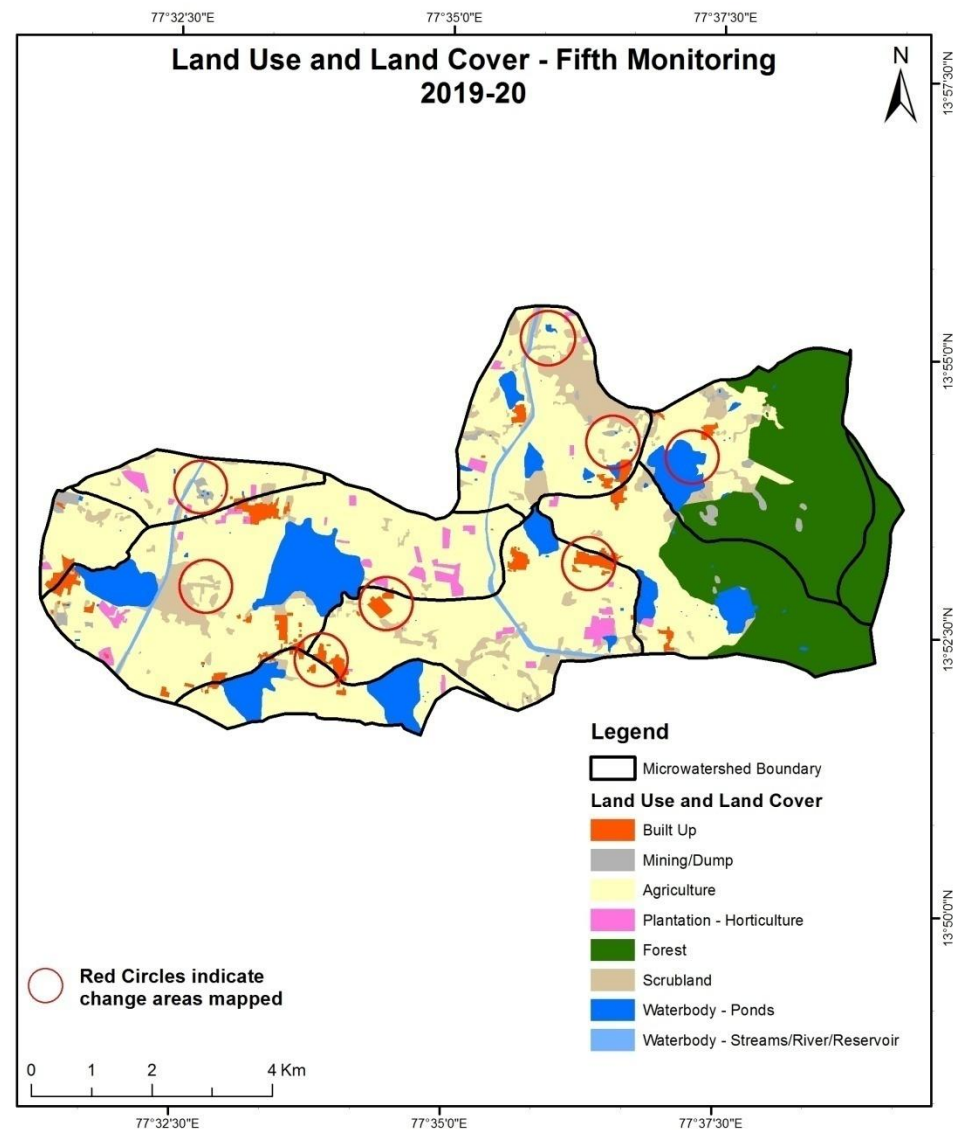 77°32'30"E 77°35'0"E 77°37'30"E
Land Use and Land Cover - Fifth Monitoring
2019-20
N
13°57'30"N
13°55'0"N
13°52'30"N
13°50'0"N
Legend
Microwatershed Boundary
Land Use and Land Cover
Built Up
Mining/Dump
Agriculture
Plantation - Horticulture
Forest
Scrubland
Waterbody - Ponds
Waterbody - Streams/River/Reservoir
Red Circles indicate
change areas mapped
0 1 2 4 Km
77°32'30"E 77°35'0"E 77°37'30"E